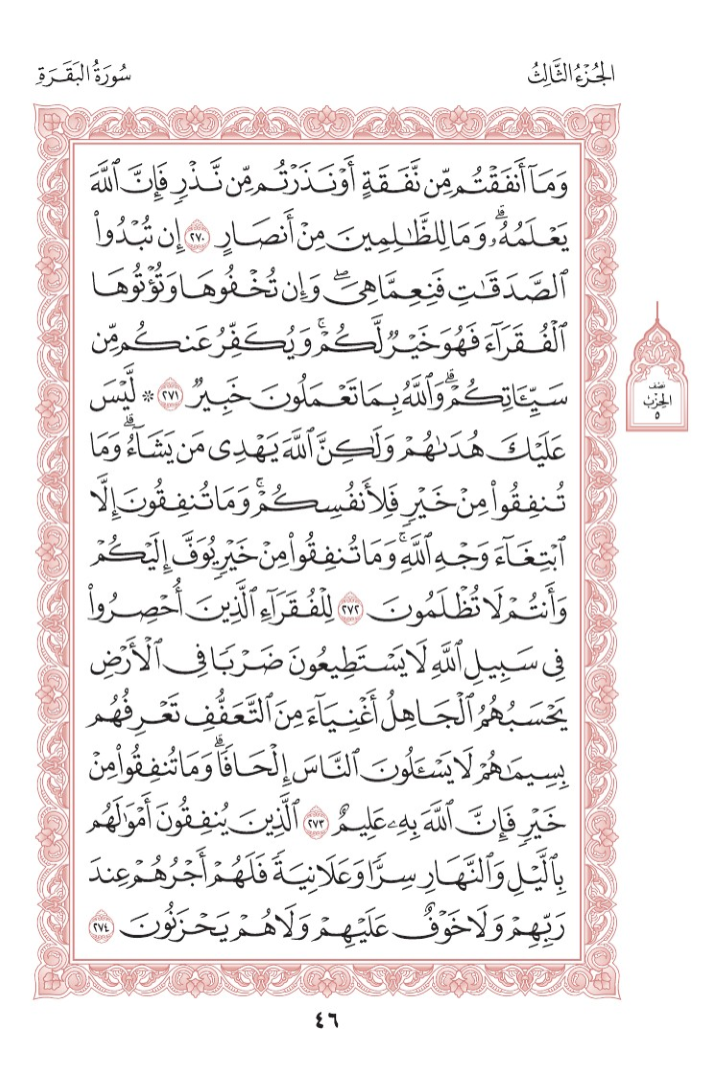 الجُزْءُ الثَّالِثُ
سُورَةُ البَقَرَةِ
وَمَآ أَنفَقْتُم مِّن نَّفَقَةٍ أَوْ نَذَرْتُم مِّن نَّذْرٍ فَإِنَّ ٱللَّهَ
يَعْلَمُهُۥۗ وَمَا لِلظَّـٰلِمِينَ مِنْ أَنصَارٍ ٢٧٠ إِن تُبْدُوا۟
ٱلصَّدَقَـٰتِ فَنِعِمَّا هِىَۖ وَإِن تُخْفُوهَا وَتُؤْتُوهَا
ٱلْفُقَرَآءَ فَهُوَ خَيْرٌ لَّكُمْۚ وَيُكَفِّرُ عَنكُم مِّن
سَيِّـَٔاتِكُمْۗ وَٱللَّهُ بِمَا تَعْمَلُونَ خَبِيرٌ ٢٧١ * لَّيْسَ
عَلَيْكَ هُدَىٰهُمْ وَلَـٰكِنَّ ٱللَّهَ يَهْدِى مَن يَشَآءُۗ وَمَا
تُنفِقُوا۟ مِنْ خَيْرٍ فَلِأَنفُسِكُمْۚ وَمَا تُنفِقُونَ إِلَّا
ٱبْتِغَآءَ وَجْهِ ٱللَّهِۚ وَمَا تُنفِقُوا۟ مِنْ خَيْرٍ يُوَفَّ إِلَيْكُمْ
وَأَنتُمْ لَا تُظْلَمُونَ ٢٧٢ لِلْفُقَرَآءِ ٱلَّذِينَ أُحْصِرُوا۟
فِى سَبِيلِ ٱللَّهِ لَا يَسْتَطِيعُونَ ضَرْبًا فِى ٱلْأَرْضِ
يَحْسَبُهُمُ ٱلْجَاهِلُ أَغْنِيَآءَ مِنَ ٱلتَّعَفُّفِ تَعْرِفُهُم
بِسِيمَـٰهُمْ لَا يَسْـَٔلُونَ ٱلنَّاسَ إِلْحَافًاۗ وَمَا تُنفِقُوا۟ مِنْ
خَيْرٍ فَإِنَّ ٱللَّهَ بِهِۦ عَلِيمٌ ٢٧٣ ٱلَّذِينَ يُنفِقُونَ أَمْوَٰلَهُم
بِٱلَّيْلِ وَٱلنَّهَارِ سِرًّا وَعَلَانِيَةً فَلَهُمْ أَجْرُهُمْ عِندَ
رَبِّهِمْ وَلَا خَوْفٌ عَلَيْهِمْ وَلَا هُمْ يَحْزَنُونَ ٢٧٤
نصف
الحِزْب
٥
٤٦